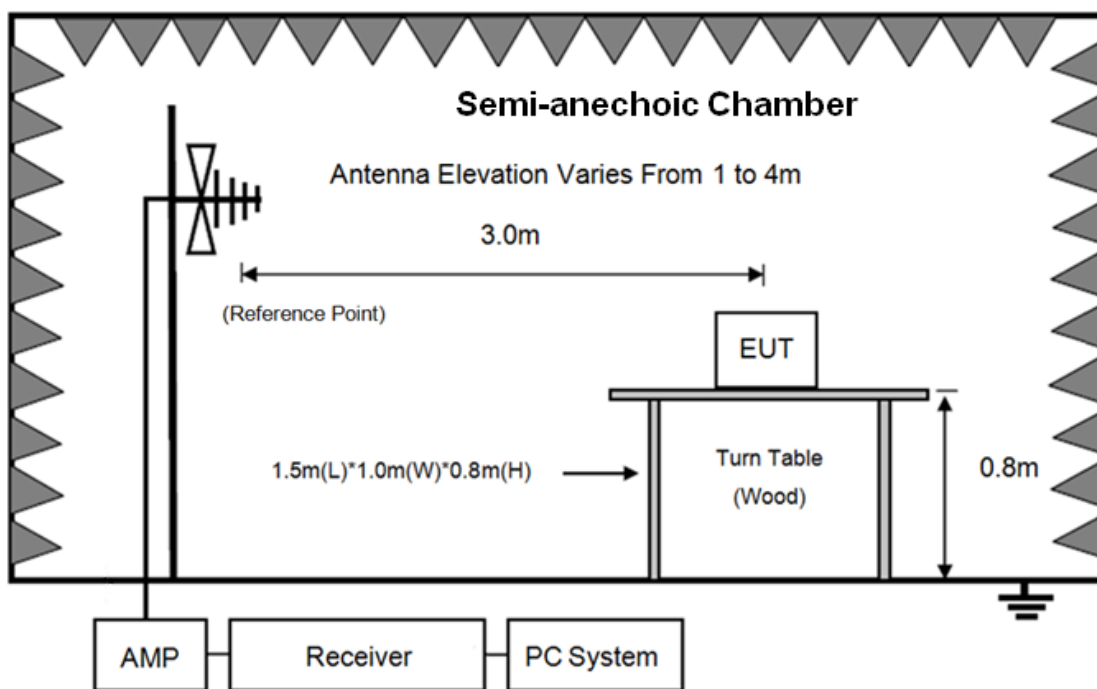 Semi-anechoic Chamber
Antenna Elevation Varies From 1 to 4m
3.0m
(Reference Point)
EUT
1.5m(L)*1.0m(W)*0.8m(H)
Turn Table
(Wood)
0.8m
AMP
Receiver
PC System